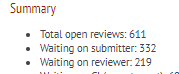 Summary
• Total open reviews: 611
• Waiting on submitter: 332
• Waiting on reviewer: 219